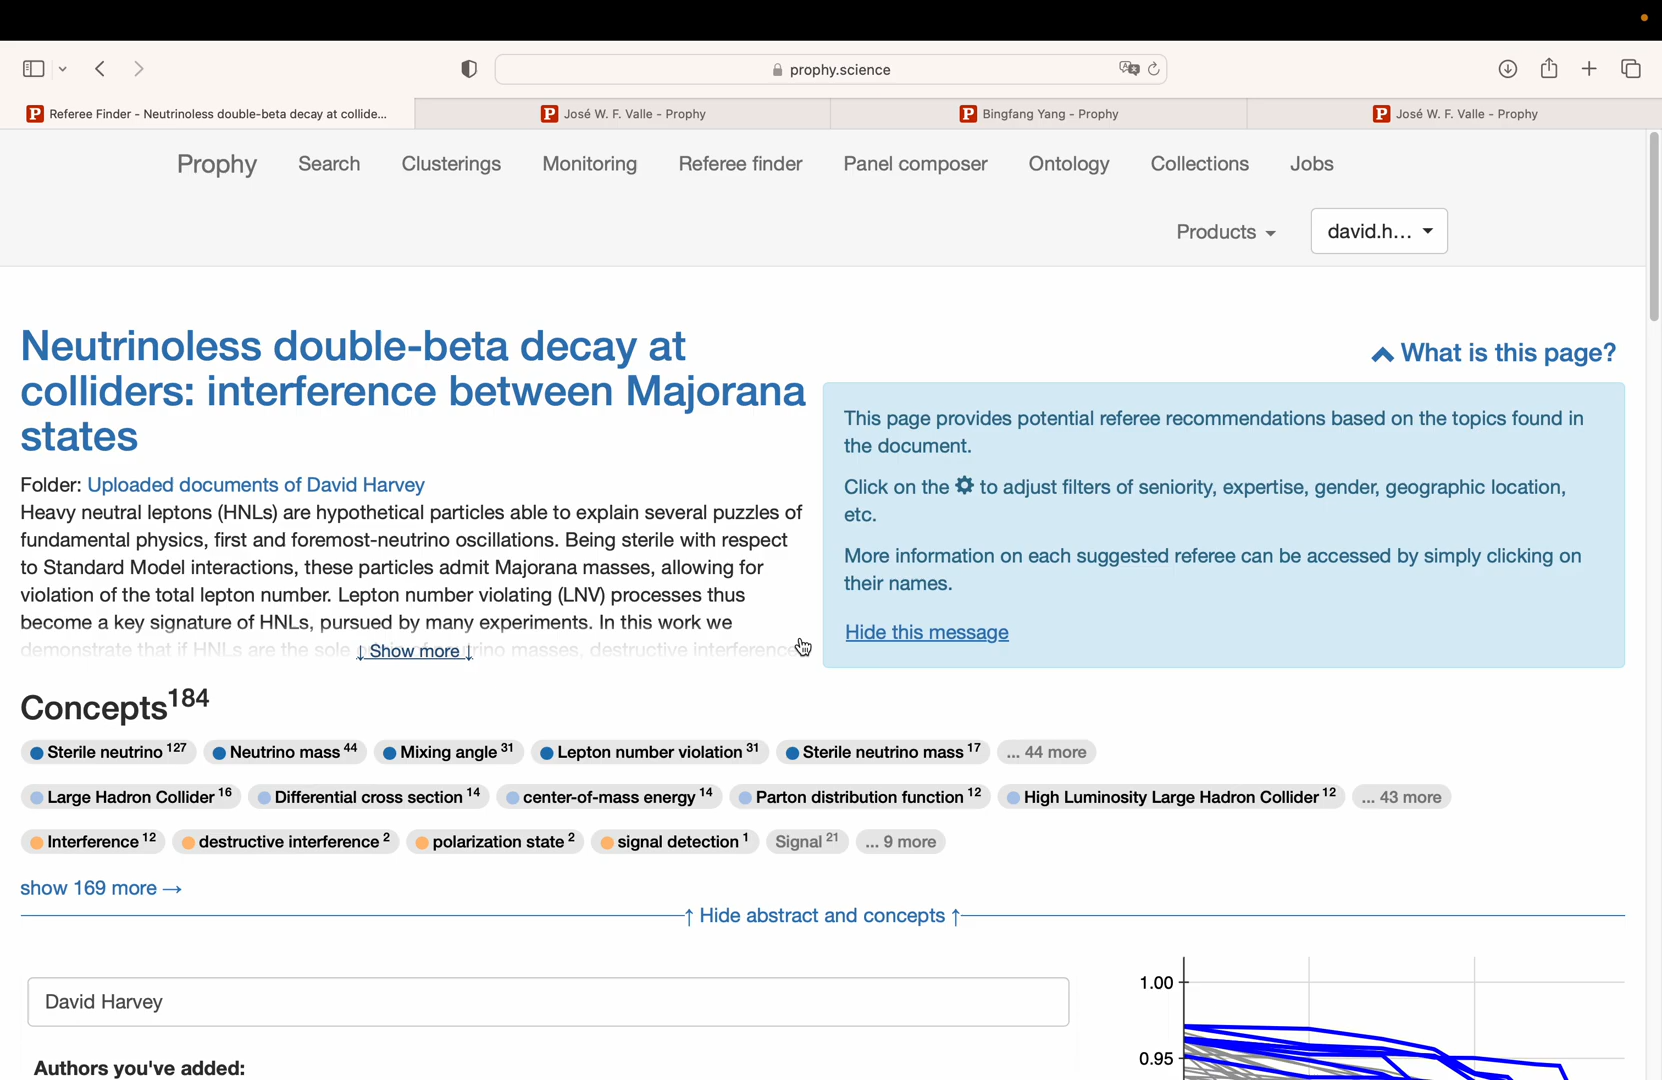 prophy.science
Referee Finder - Neutrinoless double-beta decay at collide...
José W. F. Valle - Prophy
Bingfang Yang - Prophy
José W. F. Valle - Prophy
Prophy Search Clusterings Monitoring Referee finder Panel composer Ontology Collections Jobs
Products david.h...
Neutrinoless double-beta decay at
colliders: interference between Majorana
states
Folder: Uploaded documents of David Harvey
Heavy neutral leptons (HNLs) are hypothetical particles able to explain several puzzles of
fundamental physics, first and foremost-neutrino oscillations. Being sterile with respect
to Standard Model interactions, these particles admit Majorana masses, allowing for
violation of the total lepton number. Lepton number violating (LNV) processes thus
become a key signature of HNLs, pursued by many experiments. In this work we
demonstrate that if HNLs are the sole masses, destructive interference
↓ Show more ↓
What is this page?
This page provides potential referee recommendations based on the topics found in
the document.
Click on the to adjust filters of seniority, expertise, gender, geographic location,
etc.
More information on each suggested referee can be accessed by simply clicking on
their names.
Hide this message
Concepts 184
Sterile neutrino 127 Neutrino mass 44 Mixing angle 31 Lepton number violation 31 Sterile neutrino mass 17 ... 44 more
Large Hadron Collider 16 Differential cross section 14 center-of-mass energy 14 Parton distribution function 12 High Luminosity Large Hadron Collider 12 ... 43 more
Interference 12 destructive interference 2 polarization state 2 signal detection 1 Signal 21 ... 9 more
show 169 more →
↑ Hide abstract and concepts ↑
David Harvey
Authors you've added:
1.00
0.95